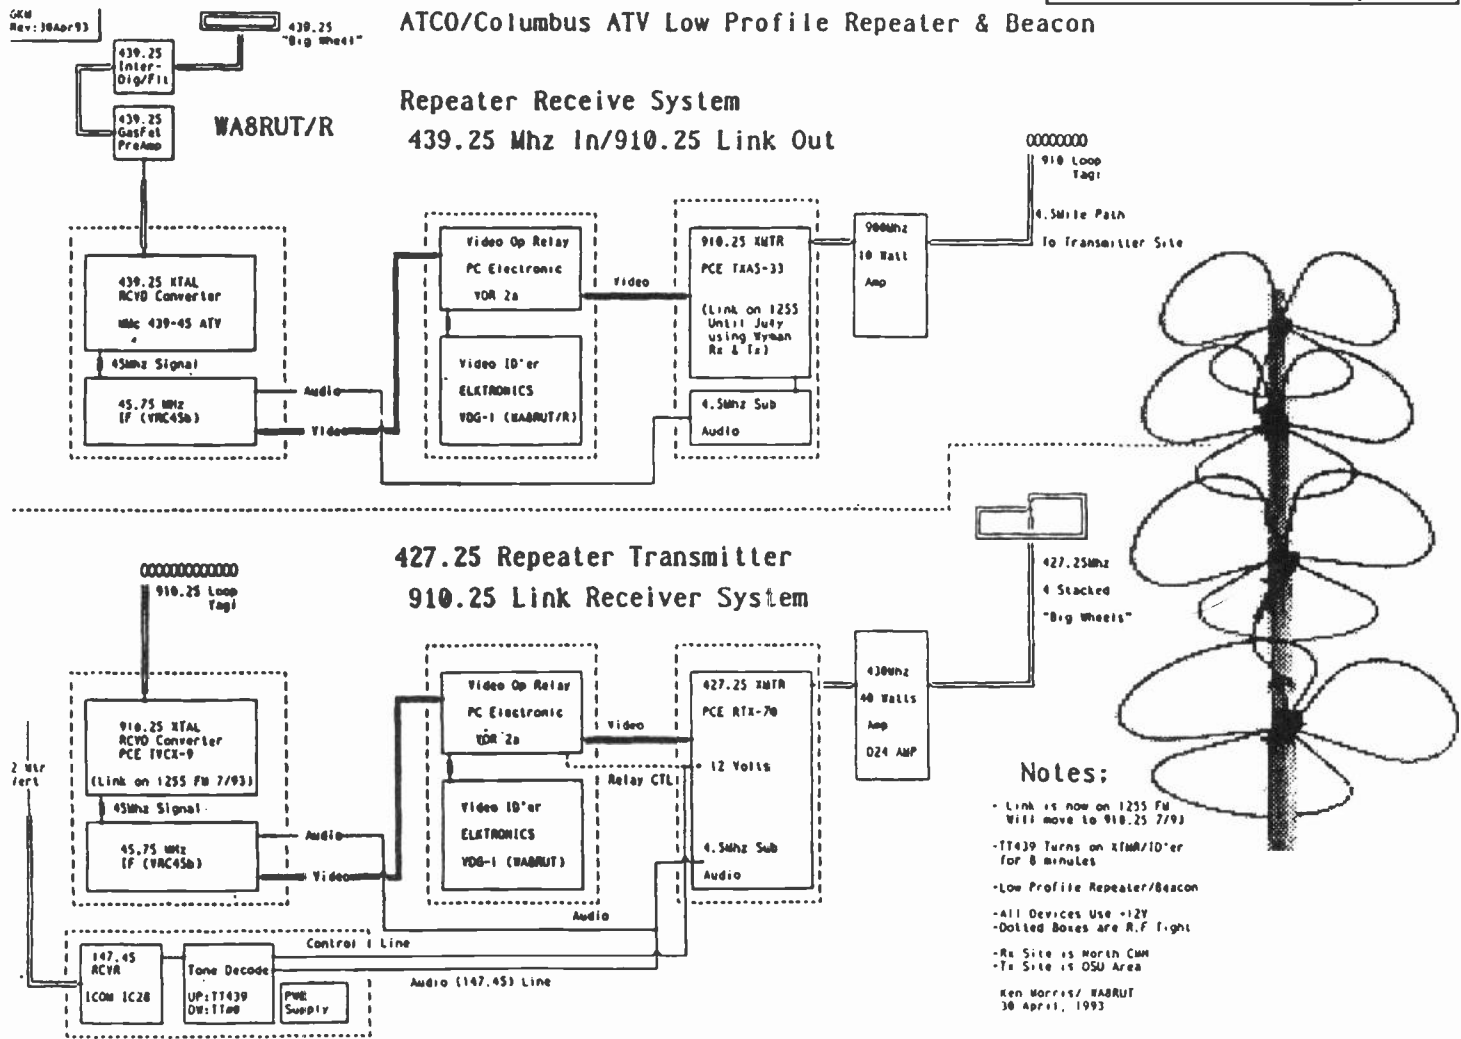 GKM
Rev:30Apr93
439.25
"Big Wheel"
ATCO/Columbus ATV Low Profile Repeater & Beacon
439.25
Inter-
Dig/Fil
439.25
GasFet
PreAmp
WA8RUT/R
Repeater Receive System
439.25 Mhz In/910.25 Link Out
910 Loop
Yagi
4.5Mile Path
To Transmitter Site
439.25 XTAL
RCVD Converter
WMc 439-45 ATV
45Mhz Signal
45.75 MHz
IF (VRC45b)
Audio
Video
Video Op Relay
PC Electronic
VOR 2a
Video ID'er
ELKTRONICS
VDG-1 (WA8RUT/R)
Video
910.25 XMTR
PCE TXA5-33
(Link on 1255
Until July
using Wyman
Rx & Tx)
4.5Mhz Sub
Audio
900Mhz
10 Watt
Amp
427.25 Repeater Transmitter
910.25 Link Receiver System
910.25 Loop
Yagi
427.25Mhz
4 Stacked
"Big Wheels"
2 Mtr
Vert
910.25 XTAL
RCVD Converter
PCE TVCX-9
(Link on 1255 FM 7/93)
45Mhz Signal
45.75 MHz
IF (VRC45b)
Audio
Video
Video Op Relay
PC Electronic
VOR 2a
Video ID'er
ELKTRONICS
VDG-1 (WA8RUT)
Video
Relay CTL
427.25 XMTR
PCE RTX-70
12 Volts
4.5Mhz Sub
Audio
430Mhz
40 Watts
Amp
D24 AMP
Audio
Control 1 Line
Audio (147.45) Line
147.45
RCVR
ICOM IC28
Tone Decode
UP:TT439
DW:TT#0
PWR
Supply
Notes:
- Link is now on 1255 FM
Will move to 910.25 7/93
-TT439 Turns on XTMR/ID'er
for 8 minutes
-Low Profile Repeater/Beacon
-All Devices Use +12V
-Dotted Boxes are R.F Tight
-Rx Site is North CMH
-Tx Site is OSU Area
Ken Morris/ WA8RUT
30 April, 1993